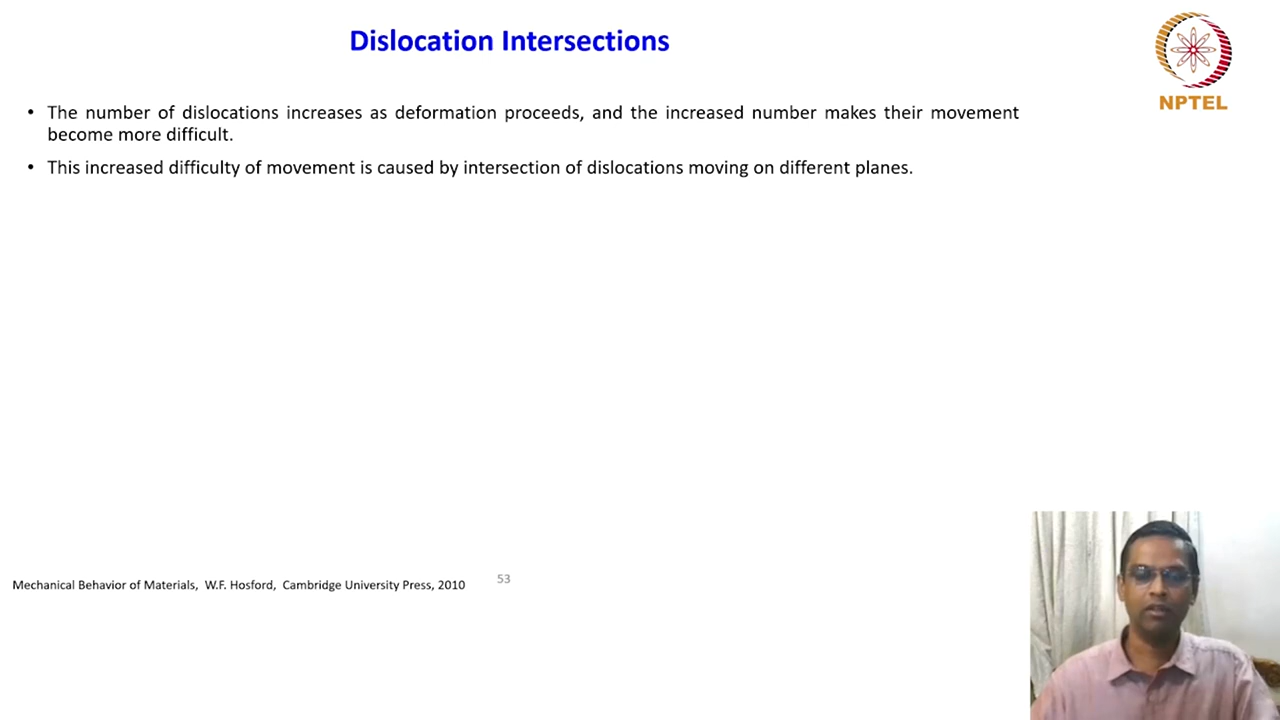 Dislocation Intersections
NPTEL
• The number of dislocations increases as deformation proceeds, and the increased number makes their movement
become more difficult.
• This increased difficulty of movement is caused by intersection of dislocations moving on different planes.
Mechanical Behavior of Materials, W.F. Hosford, Cambridge University Press, 2010
53